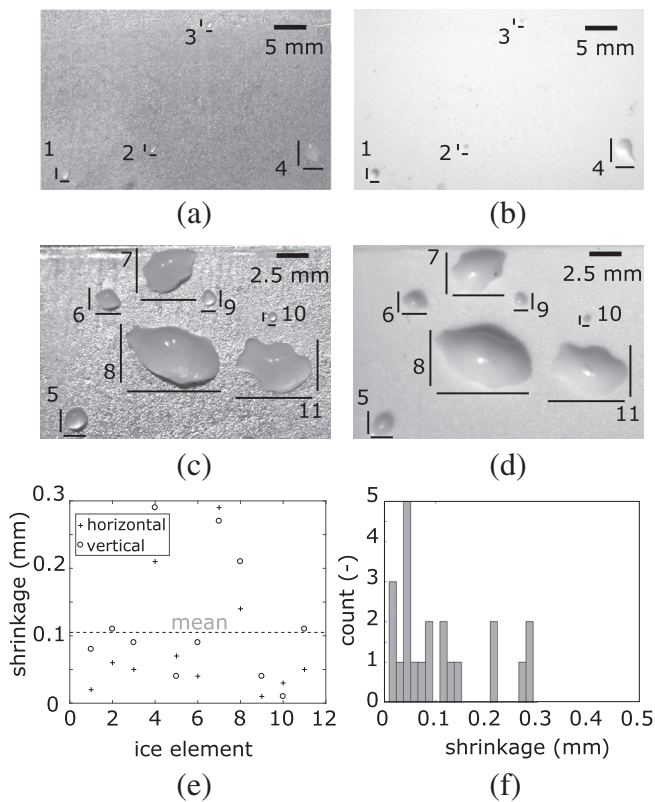 3
5 mm
1
2
4
(a)
3
5 mm
1
2
4
(b)
7
2.5 mm
6
9
10
8
5
11
(c)
7
2.5 mm
6
9
10
8
5
11
(d)
0.3
+ horizontal
o vertical
0.2
shrinkage (mm)
mean
0.1
0
0 2 4 6 8 10 12
ice element
(e)
5
4
3
count (-)
2
1
0
0 0.1 0.2 0.3 0.4 0.5
shrinkage (mm)
(f)